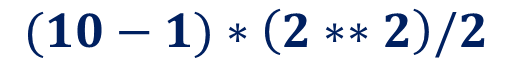 (10 − 1) ∗ (2 ∗∗ 2)/2